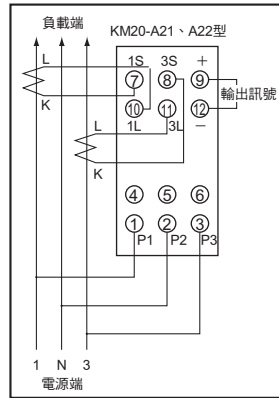 負載端
KM20-A21、A22型
L
1S 3S +
⑦ ⑧ ⑨
K
輸出訊號
⑩ ⑪ ⑫
L
1L 3L −
K
④ ⑤ ⑥
① ② ③
P1 P2 P3
1 N 3
電源端